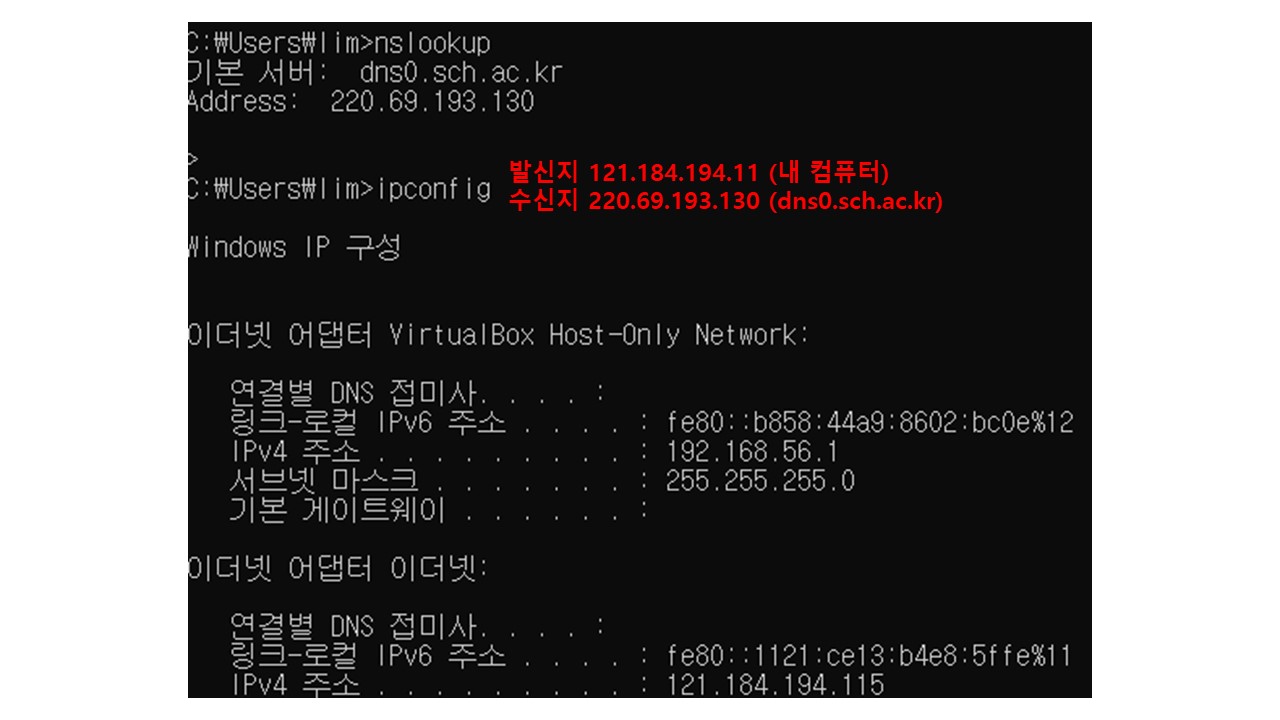 C:₩Users₩lim>nslookup
기본 서버:  dns0.sch.ac.kr
Address:  220.69.193.130
>
C:₩Users₩lim>ipconfig
발신지 121.184.194.11 (내 컴퓨터)
수신지 220.69.193.130 (dns0.sch.ac.kr)
Windows IP 구성
이더넷 어댑터 VirtualBox Host-Only Network:
연결별 DNS 접미사. . . . :
링크-로컬 IPv6 주소 . . . . : fe80::b858:44a9:8602:bc0e%12
IPv4 주소 . . . . . . . . . : 192.168.56.1
서브넷 마스크 . . . . . . . : 255.255.255.0
기본 게이트웨이 . . . . . . :
이더넷 어댑터 이더넷:
연결별 DNS 접미사. . . . :
링크-로컬 IPv6 주소 . . . . : fe80::1121:ce13:b4e8:5ffe%11
IPv4 주소 . . . . . . . . . : 121.184.194.115